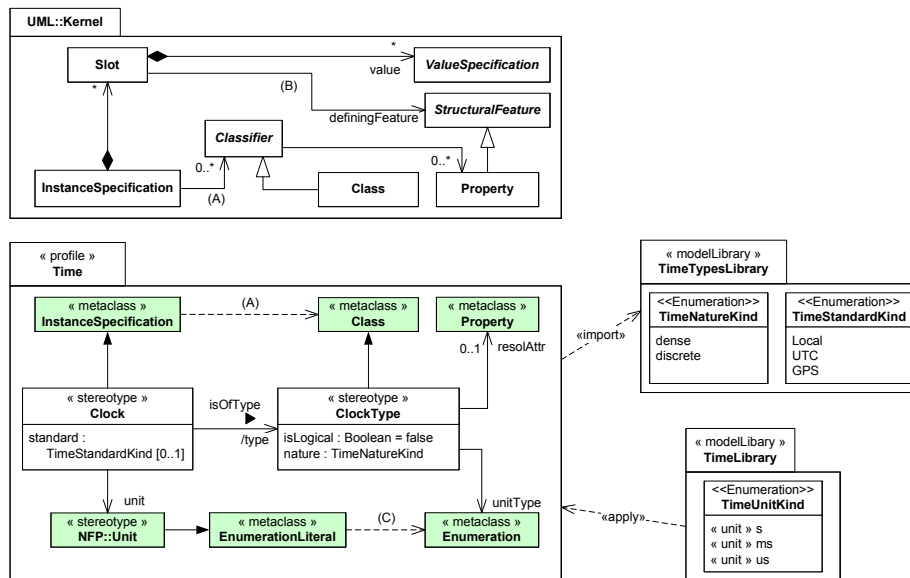 UML::Kernel
Slot
*
value
ValueSpecification
*
(B)
definingFeature
StructuralFeature
Classifier
0..*
0..*
InstanceSpecification
(A)
Class
Property
« profile »
Time
« metaclass »
InstanceSpecification
(A)
« metaclass »
Class
« metaclass »
Property
0..1
resolAttr
« stereotype »
Clock
standard :
TimeStandardKind [0..1]
isOfType
/type
« stereotype »
ClockType
isLogical : Boolean = false
nature : TimeNatureKind
unit
unitType
« stereotype »
NFP::Unit
« metaclass »
EnumerationLiteral
(C)
« metaclass »
Enumeration
«import»
« modelLibrary »
TimeTypesLibrary
<<Enumeration>>
TimeNatureKind
dense
discrete
<<Enumeration>>
TimeStandardKind
Local
UTC
GPS
«apply»
« modelLibary »
TimeLibrary
<<Enumeration>>
TimeUnitKind
« unit » s
« unit » ms
« unit » us